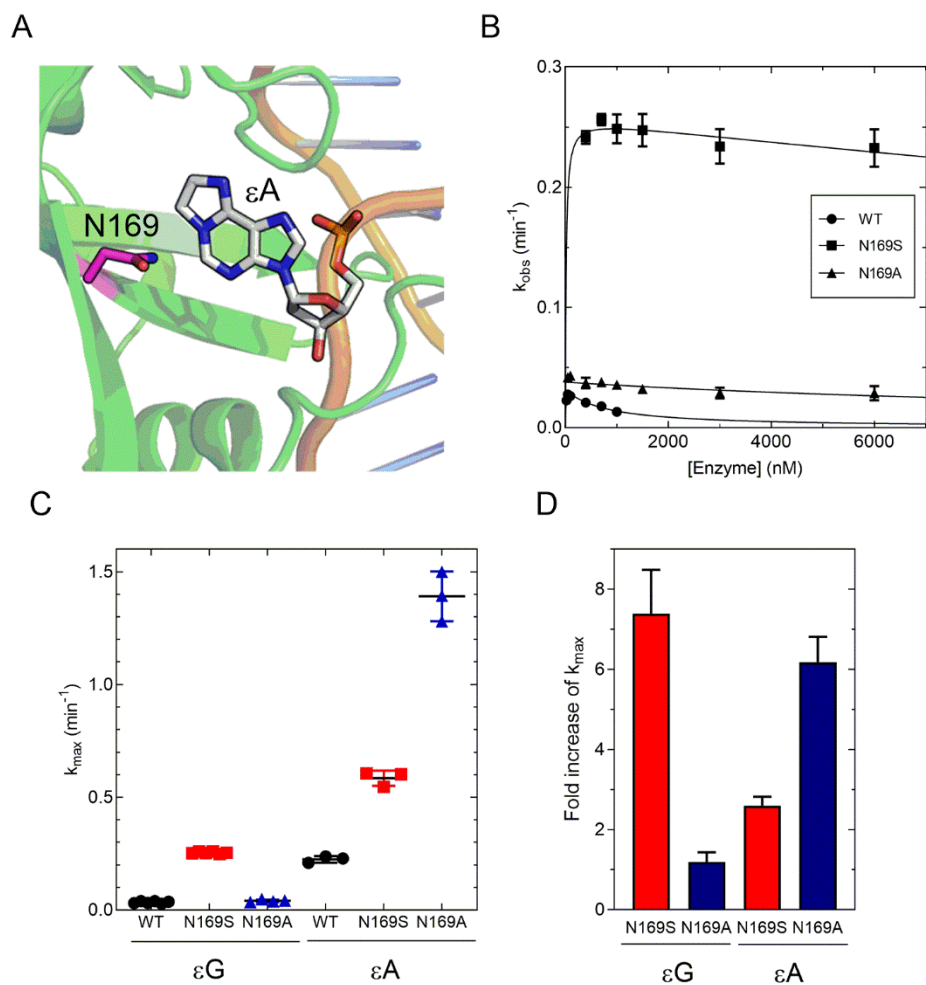 A
N169
εA
B
0.3
0.2
0.1
0.0
k_obs (min⁻¹)
WT
N169S
N169A
0 2000 4000 6000
[Enzyme] (nM)
C
1.5
1.0
0.5
0.0
k_max (min⁻¹)
WT N169S N169A WT N169S N169A
εG εA
D
8
6
4
2
0
Fold increase of k_max
N169S N169A N169S N169A
εG εA